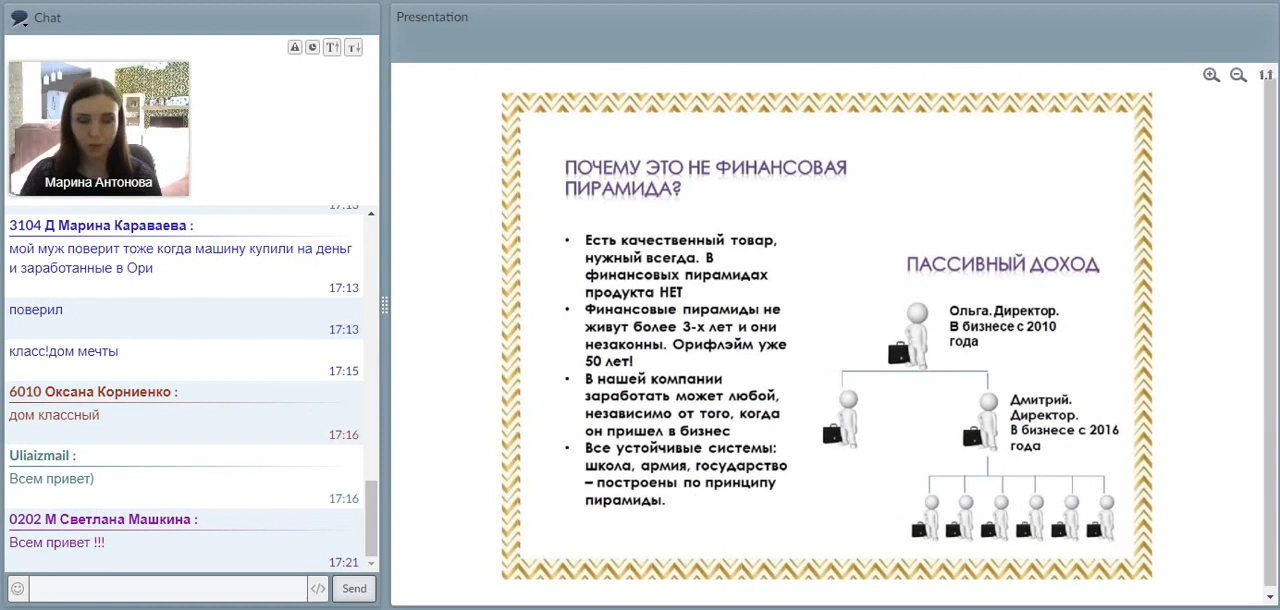 Chat
Presentation
Марина Антонова
1:1
3104 Д Марина Караваева :
мой муж поверит тоже когда машину купили на деньг
и заработанные в Ори
17:13
поверил
17:13
класс!дом мечты
17:15
6010 Оксана Корниенко :
дом классный
17:16
Uliaizmail :
Всем привет)
17:16
0202 М Светлана Машкина :
Всем привет !!!
17:21
Send
ПОЧЕМУ ЭТО НЕ ФИНАНСОВАЯ
ПИРАМИДА?
• Есть качественный товар,
нужный всегда. В
финансовых пирамидах
продукта НЕТ
• Финансовые пирамиды не
живут более 3-х лет и они
незаконны. Орифлэйм уже
50 лет!
• В нашей компании
заработать может любой,
независимо от того, когда
он пришел в бизнес
• Все устойчивые системы:
школа, армия, государство
– построены по принципу
пирамиды.
ПАССИВНЫЙ ДОХОД
Ольга. Директор.
В бизнесе с 2010
года
Дмитрий.
Директор.
В бизнесе с 2016
года